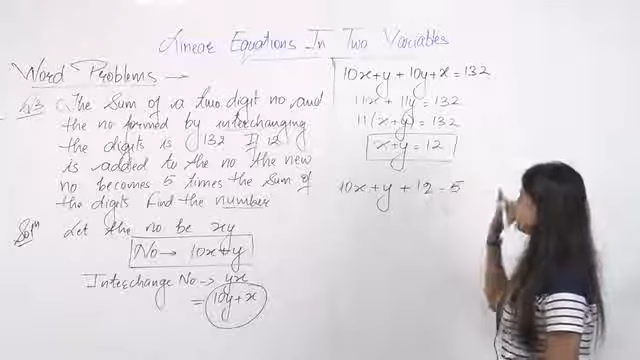 Linear Equations In Two Variables
Word Problems →
Q.3 The Sum of a two digit no. and
the no formed by interchanging
the digits is 132 If 12
is added to the no the new
no becomes 5 times the sum of
the digits Find the number
Solⁿ Let the no be xy
No → 10x+y
Interchange No → yx
= 10y+x
10x+y + 10y+x = 132
11x + 11y = 132
11(x+y) = 132
x+y = 12
10x+y + 12 = 5